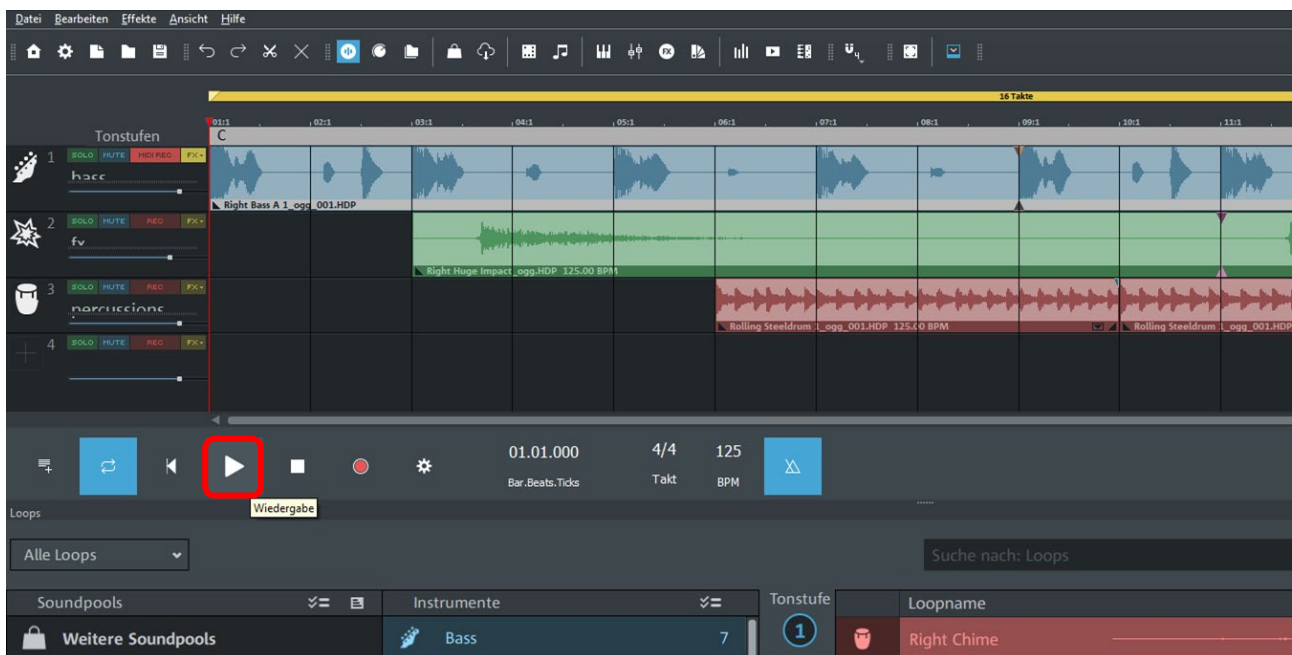 Datei Bearbeiten Effekte Ansicht Hilfe
16 Takte
01:1 02:1 03:1 04:1 05:1 06:1 07:1 08:1 09:1 10:1 11:1
Tonstufen C
1 SOLO MUTE MIDI REC FX
bass
Right Bass A 1_ogg_001.HDP
2 SOLO MUTE REC FX
fx
Right Huge Impact_ogg.HDP 125.00 BPM
3 SOLO MUTE REC FX
percussions
Rolling Steeldrum 1_ogg_001.HDP 125.00 BPM Rolling Steeldrum 1_ogg_001.HDP
4 SOLO MUTE REC FX
01.01.000 4/4 125
Bar.Beats.Ticks Takt BPM
Wiedergabe
Loops
Alle Loops Suche nach: Loops
Soundpools Instrumente Tonstufe Loopname
Weitere Soundpools Bass 7 1 Right Chime